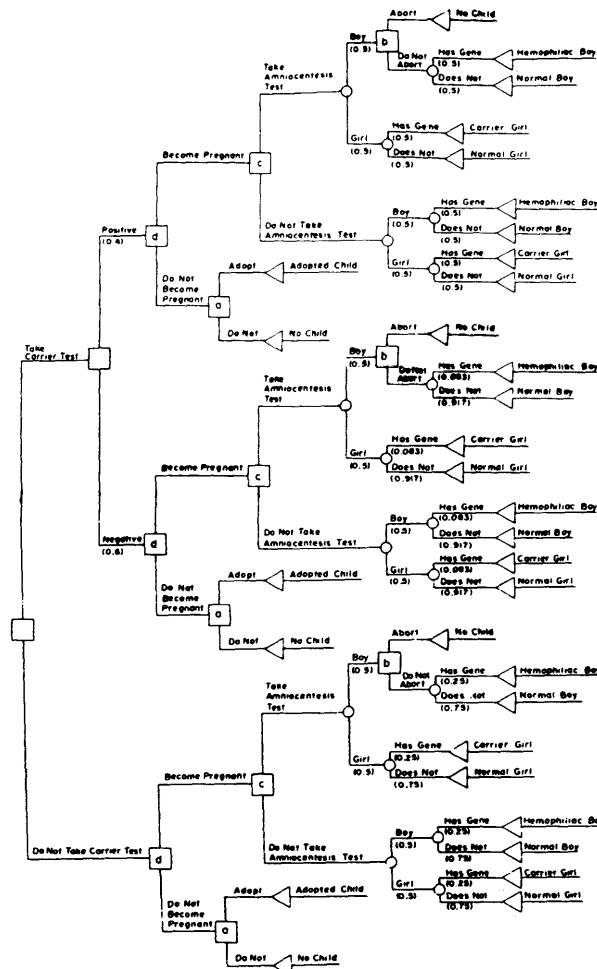 Abort
No Child
Boy
(0.5)
b
Do Not
Abort
Has Gene
(0.5)
Hemophiliac Boy
Does Not
(0.5)
Normal Boy
Take
Amniocentesis
Test
Girl
(0.5)
Has Gene
(0.5)
Carrier Girl
Does Not
(0.5)
Normal Girl
Become Pregnant
c
Positive
(0.4)
d
Do Not Take
Amniocentesis Test
Boy
(0.5)
Has Gene
(0.5)
Hemophiliac Boy
Does Not
(0.5)
Normal Boy
Girl
(0.5)
Has Gene
(0.5)
Carrier Girl
Does Not
(0.5)
Normal Girl
Do Not
Become
Pregnant
a
Adopt
Adopted Child
Do Not
No Child
Take
Carrier Test
Abort
No Child
Boy
(0.5)
b
Do Not
Abort
Has Gene
(0.083)
Hemophiliac Boy
Does Not
(0.917)
Normal Boy
Take
Amniocentesis
Test
Girl
(0.5)
Has Gene
(0.083)
Carrier Girl
Does Not
(0.917)
Normal Girl
Become Pregnant
c
Negative
(0.6)
d
Do Not Take
Amniocentesis Test
Boy
(0.5)
Has Gene
(0.083)
Hemophiliac Boy
Does Not
(0.917)
Normal Boy
Girl
(0.5)
Has Gene
(0.083)
Carrier Girl
Does Not
(0.917)
Normal Girl
Do Not
Become
Pregnant
a
Adopt
Adopted Child
Do Not
No Child
Abort
No Child
Boy
(0.5)
b
Do Not
Abort
Has Gene
(0.25)
Hemophiliac Boy
Does
(0.75)
Normal Boy
Take
Amniocentesis
Test
Girl
(0.5)
Has Gene
(0.25)
Carrier Girl
Does Not
(0.75)
Normal Girl
Become Pregnant
c
Do Not Take Carrier Test
d
Do Not Take
Amniocentesis Test
Boy
(0.5)
Has Gene
(0.25)
Hemophiliac Bo
Does Not
(0.75)
Normal Boy
Girl
(0.5)
Has Gene
(0.25)
Carrier Girl
Does Not
(0.75)
Normal Girl
Do Not
Become
Pregnant
a
Adopt
Adopted Child
Do Not
No Child